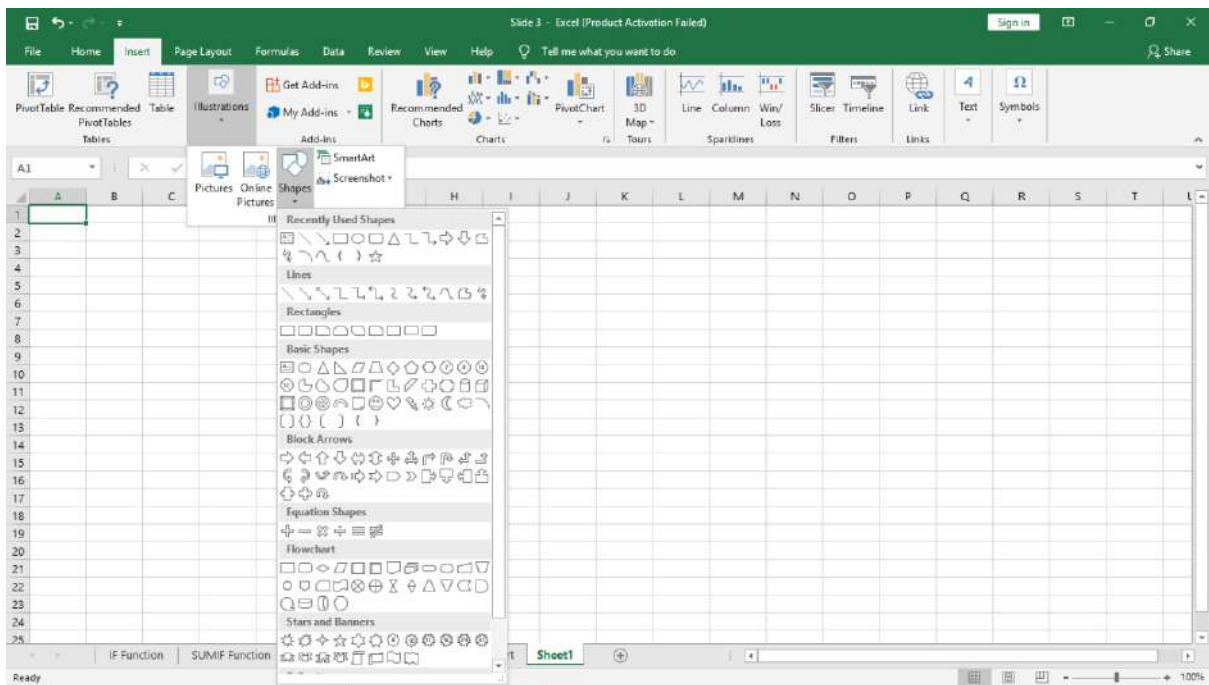 Slide 3 - Excel (Product Activation Failed)
Sign in
File Home Insert Page Layout Formulas Data Review View Help Tell me what you want to do Share
PivotTable Recommended PivotTables Table
Illustrations
Get Add-ins
My Add-ins
Recommended Charts
PivotChart
3D Map
Line Column Win/Loss
Slicer Timeline
Link
Text
Symbols
Tables Add-ins Charts Tours Sparklines Filters Links
Pictures Online Pictures Shapes
SmartArt
Screenshot
A1
A B C H I J K L M N O P Q R S T
1
2
3
4
5
6
7
8
9
10
11
12
13
14
15
16
17
18
19
20
21
22
23
24
25
Recently Used Shapes
Lines
Rectangles
Basic Shapes
Block Arrows
Equation Shapes
Flowchart
Stars and Banners
IF Function SUMIF Function Sheet1
Ready
100%